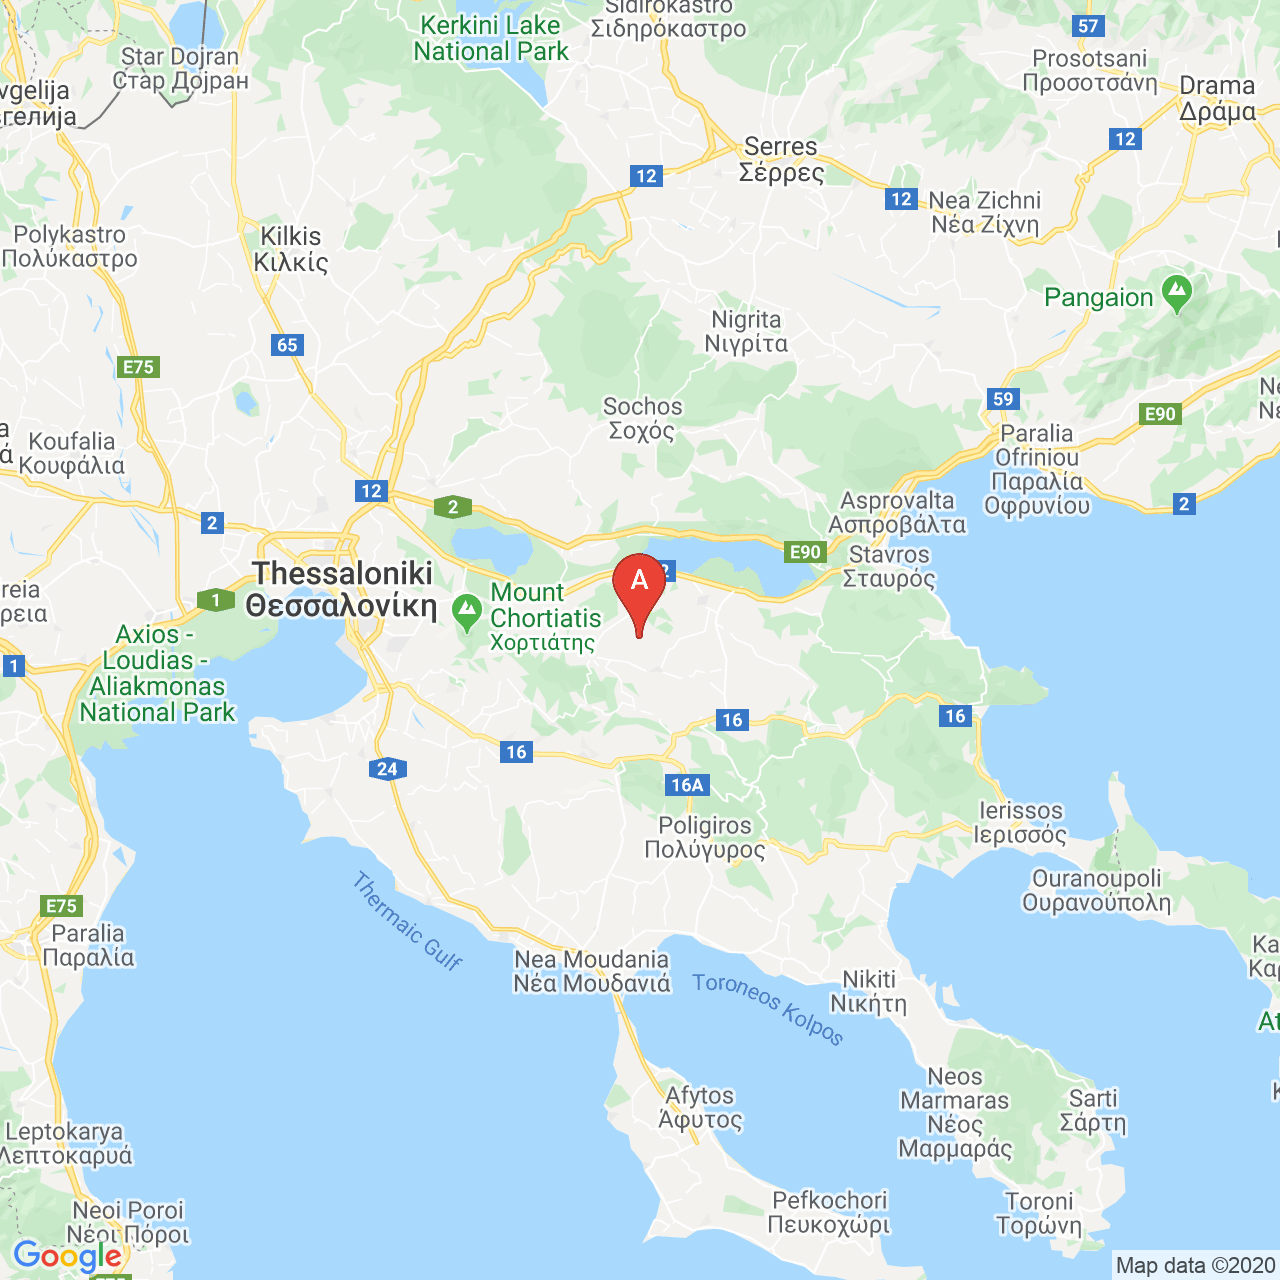 Sidirokastro
Σιδηρόκαστρο
Kerkini Lake
National Park
57
Star Dojran
Стар Дојран
Prosotsani
Προσοτσάνη
Drama
Δράμα
vgelija
вгелија
12
Serres
Σέρρες
12
12
Nea Zichni
Νέα Ζίχνη
Polykastro
Πολύκαστρο
Kilkis
Κιλκίς
Pangaion
Nigrita
Νιγρίτα
65
E75
59
E90
Sochos
Σοχός
Koufalia
Κουφάλια
Paralia
Ofriniou
Παραλία
Οφρυνίου
12
2
2
2
Asprovalta
Ασπροβάλτα
E90
Stavros
Σταυρός
Thessaloniki
Θεσσαλονίκη
A
2
1
Mount
Chortiatis
Χορτιάτης
reia
ρεια
Axios -
Loudias -
Aliakmonas
National Park
1
16
16
16
24
16A
Poligiros
Πολύγυρος
Ierissos
Ιερισσός
Ouranoupoli
Ουρανούπολη
E75
Paralia
Παραλία
Thermaic Gulf
Nea Moudania
Νέα Μουδανιά
Toroneos Kolpos
Nikiti
Νικήτη
Ka
Καρ
At
Neos
Marmaras
Νέος
Μαρμαράς
Sarti
Σάρτη
Afytos
Άφυτος
Leptokarya
Λεπτοκαρυά
Neoi Poroi
Νέοι Πόροι
Pefkochori
Πευκοχώρι
Toroni
Τορώνη
Google
Map data ©2020